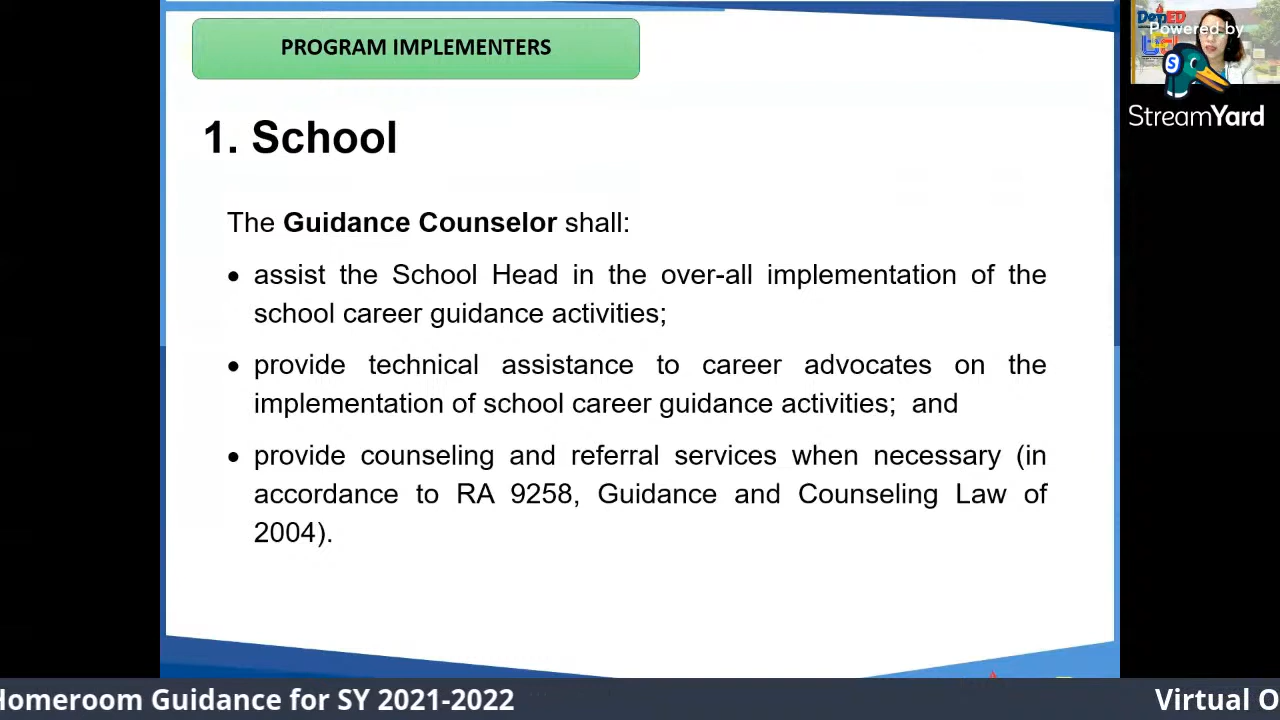 PROGRAM IMPLEMENTERS
DepED
Powered by
S
StreamYard
1. School
The Guidance Counselor shall:
• assist the School Head in the over-all implementation of the
school career guidance activities;
• provide technical assistance to career advocates on the
implementation of school career guidance activities; and
• provide counseling and referral services when necessary (in
accordance to RA 9258, Guidance and Counseling Law of
2004).
Homeroom Guidance for SY 2021-2022
Virtual O